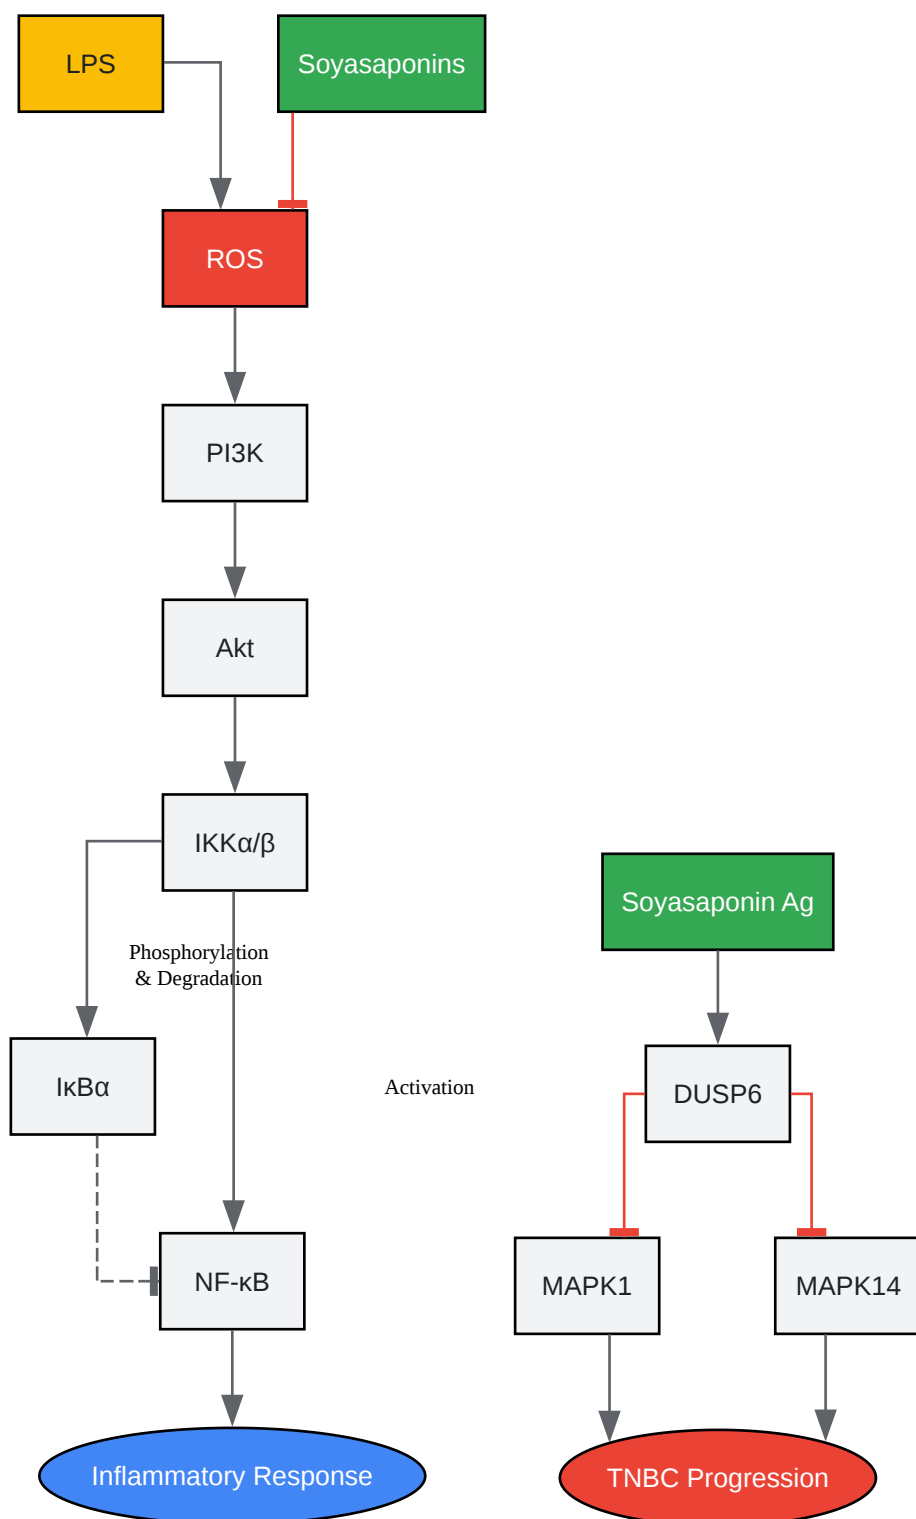 LPS
Soyasaponins
ROS
PI3K
Akt
IKKα/β
Soyasaponin Ag
Phosphorylation
& Degradation
IκBα
Activation
DUSP6
NF-κB
MAPK1
MAPK14
Inflammatory Response
TNBC Progression